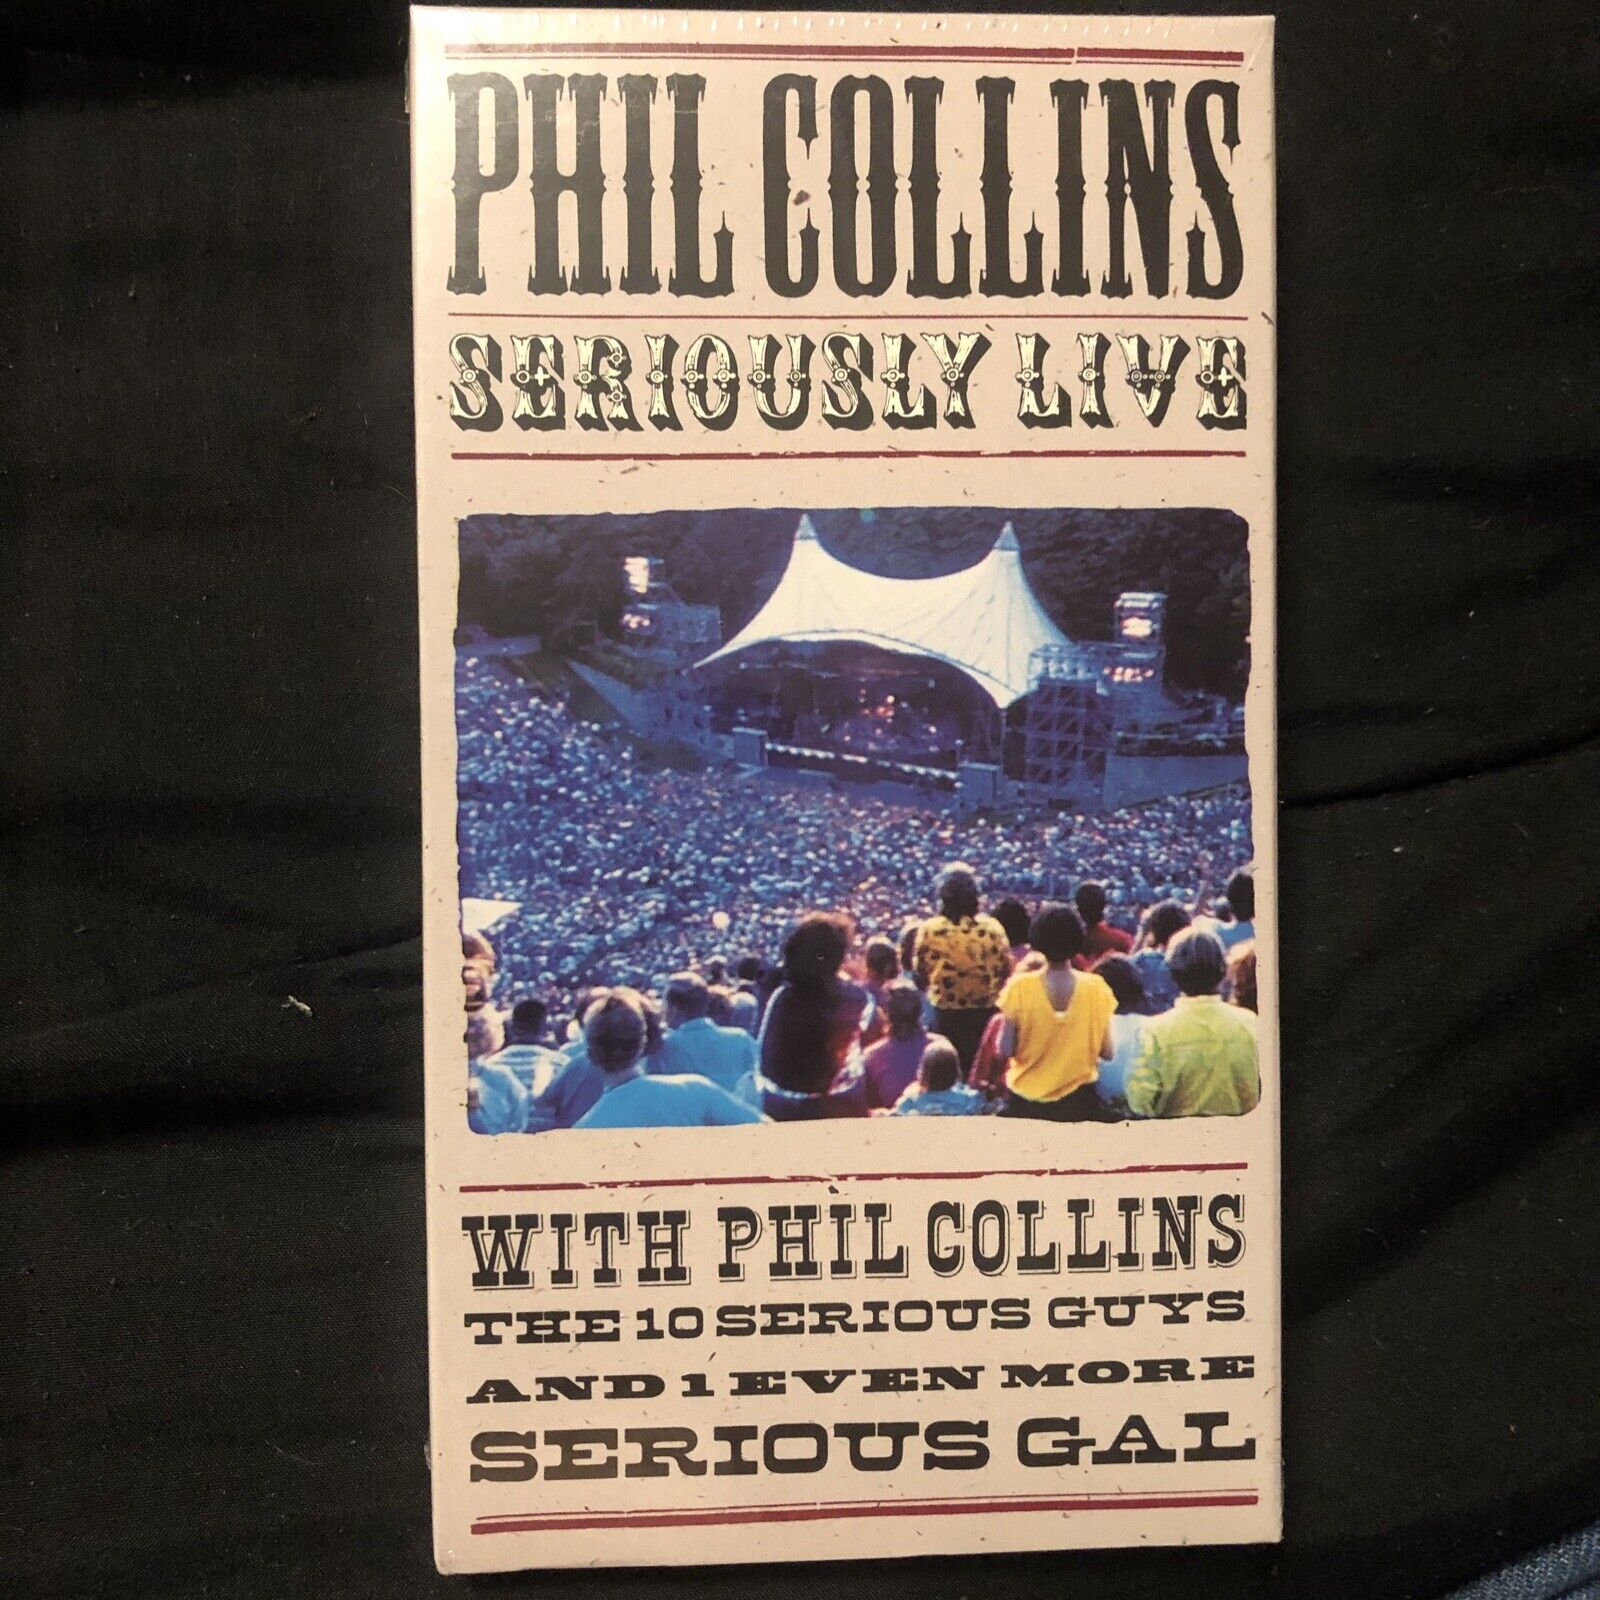 PHIL COLLINS
SERIOUSLY LIVE
WITH PHIL COLLINS
THE 10 SERIOUS GUYS
AND 1 EVEN MORE
SERIOUS GAL